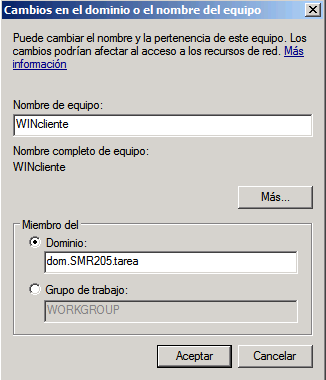 Cambios en el dominio o el nombre del equipo
Puede cambiar el nombre y la pertenencia de este equipo. Los
cambios podrían afectar al acceso a los recursos de red. Más
información
Nombre de equipo:
WINcliente
Nombre completo de equipo:
WINcliente
Más...
Miembro del
Dominio:
dom.SMR205.tarea
Grupo de trabajo:
WORKGROUP
Aceptar
Cancelar